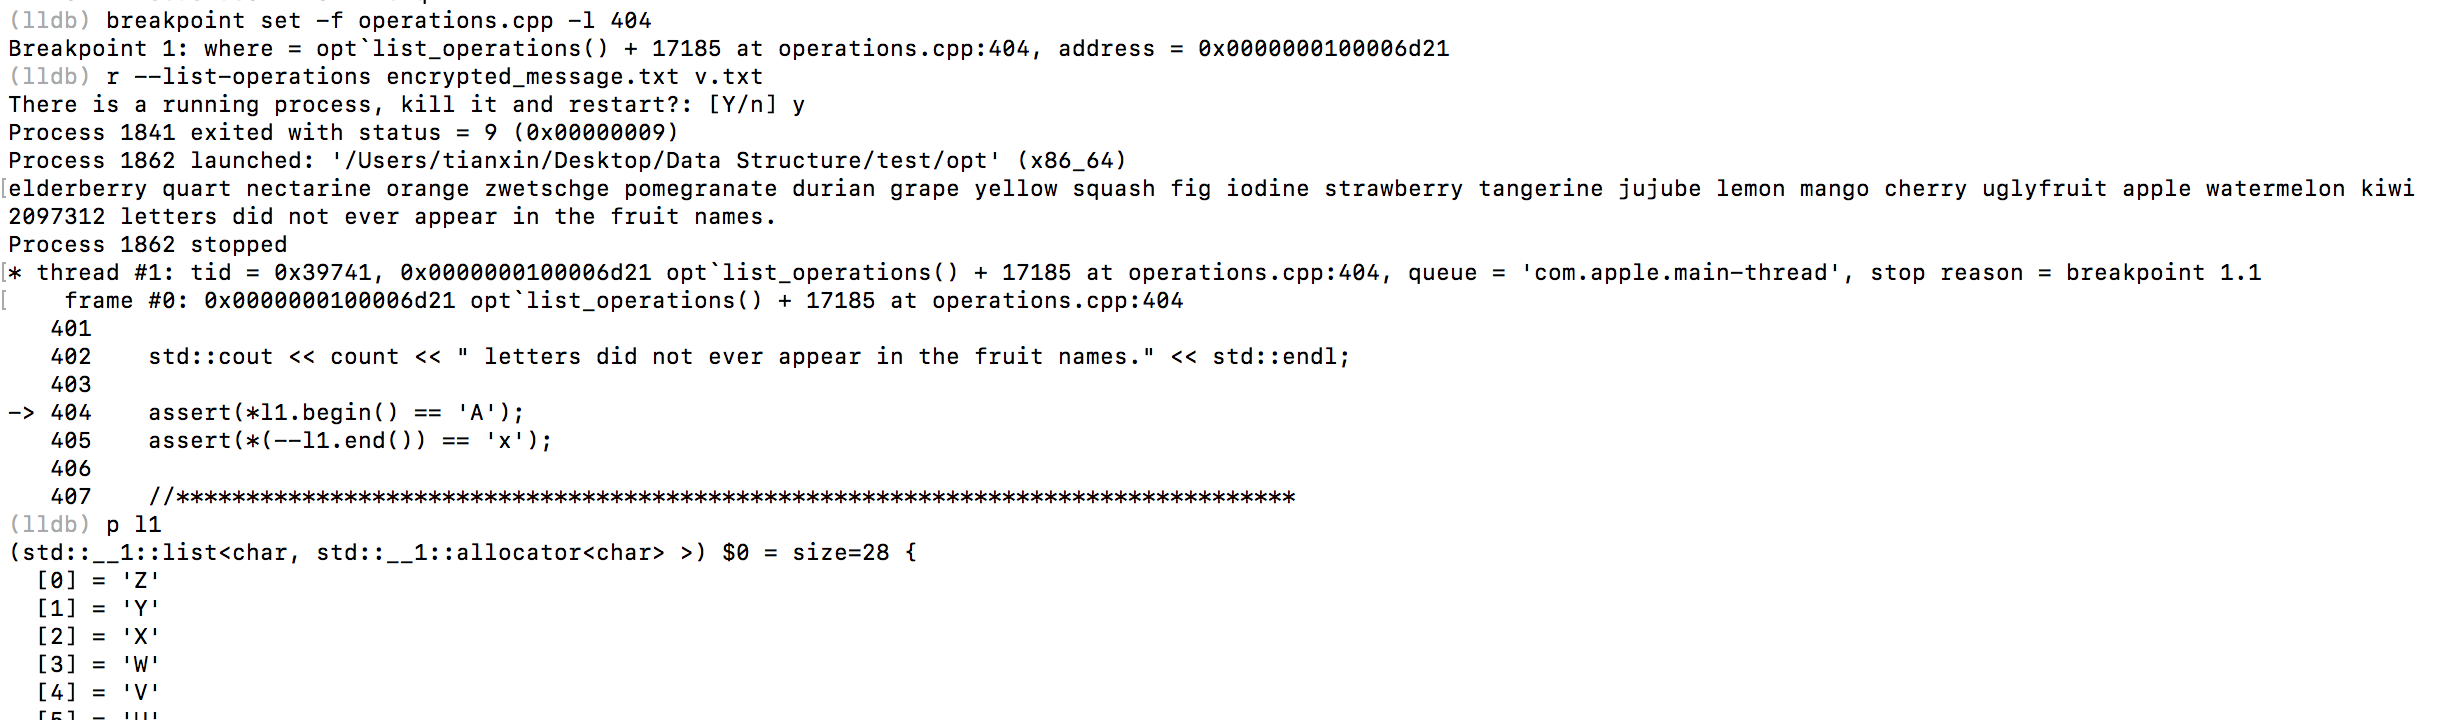 (lldb) breakpoint set -f operations.cpp -l 404
Breakpoint 1: where = opt`list_operations() + 17185 at operations.cpp:404, address = 0x0000000100006d21
(lldb) r --list-operations encrypted_message.txt v.txt
There is a running process, kill it and restart?: [Y/n] y
Process 1841 exited with status = 9 (0x00000009)
Process 1862 launched: '/Users/tianxin/Desktop/Data Structure/test/opt' (x86_64)
[elderberry quart nectarine orange zwetschge pomegranate durian grape yellow squash fig iodine strawberry tangerine jujube lemon mango cherry uglyfruit apple watermelon kiwi
2097312 letters did not ever appear in the fruit names.
Process 1862 stopped
[* thread #1: tid = 0x39741, 0x0000000100006d21 opt`list_operations() + 17185 at operations.cpp:404, queue = 'com.apple.main-thread', stop reason = breakpoint 1.1
[    frame #0: 0x0000000100006d21 opt`list_operations() + 17185 at operations.cpp:404
   401
   402    std::cout << count << " letters did not ever appear in the fruit names." << std::endl;
   403
-> 404    assert(*l1.begin() == 'A');
   405    assert(*(--l1.end()) == 'x');
   406
   407    //********************************************************************************
(lldb) p l1
(std::__1::list<char, std::__1::allocator<char> >) $0 = size=28 {
  [0] = 'Z'
  [1] = 'Y'
  [2] = 'X'
  [3] = 'W'
  [4] = 'V'
  [5] = 'U'